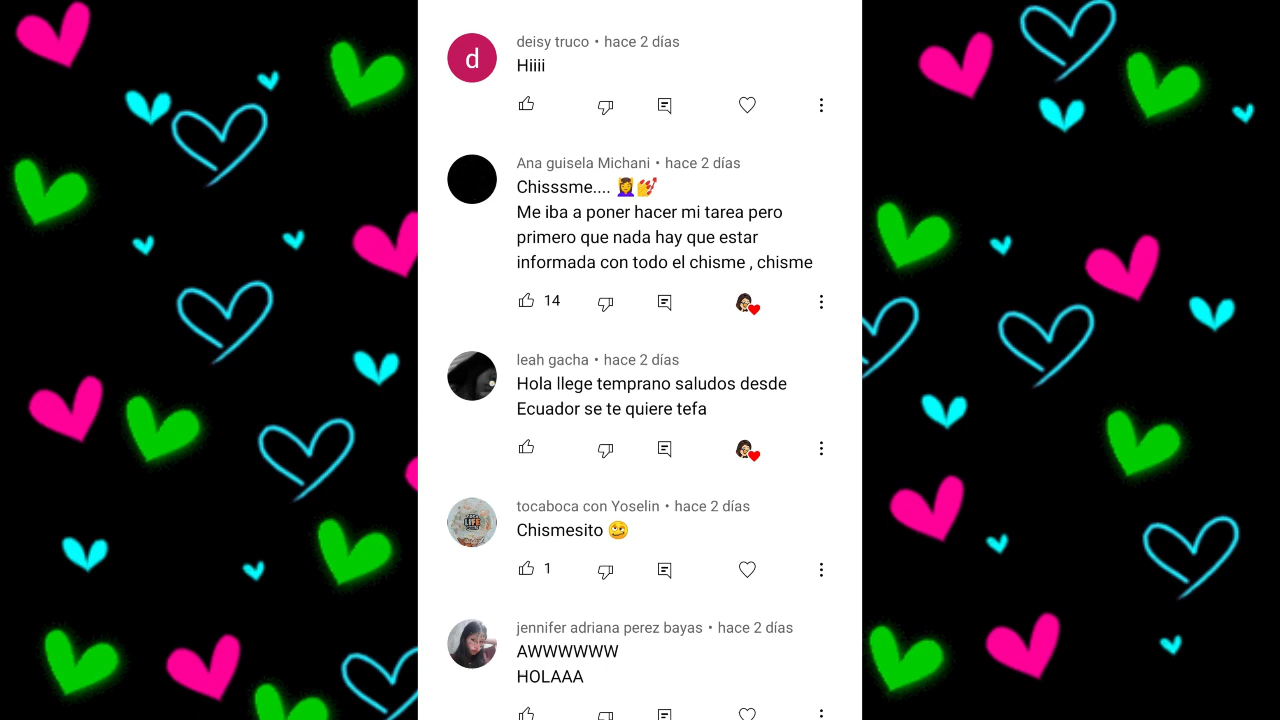 deisy truco • hace 2 días
Hiiii
Ana guisela Michani • hace 2 días
Chisssme.... 💆‍♀️💅
Me iba a poner hacer mi tarea pero
primero que nada hay que estar
informada con todo el chisme , chisme
14
leah gacha • hace 2 días
Hola llege temprano saludos desde
Ecuador se te quiere tefa
tocaboca con Yoselin • hace 2 días
Chismesito 🥴
1
jennifer adriana perez bayas • hace 2 días
AWWWWWW
HOLAAA
d
LIFE